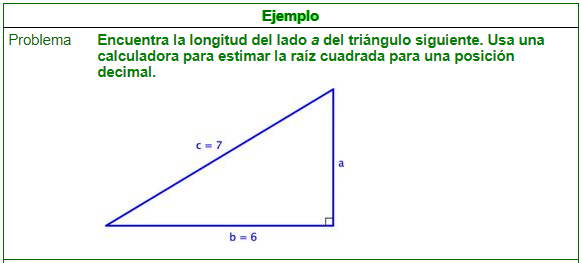 Ejemplo
Problema Encuentra la longitud del lado a del triángulo siguiente. Usa una
calculadora para estimar la raíz cuadrada para una posición
decimal.
c = 7
a
b = 6